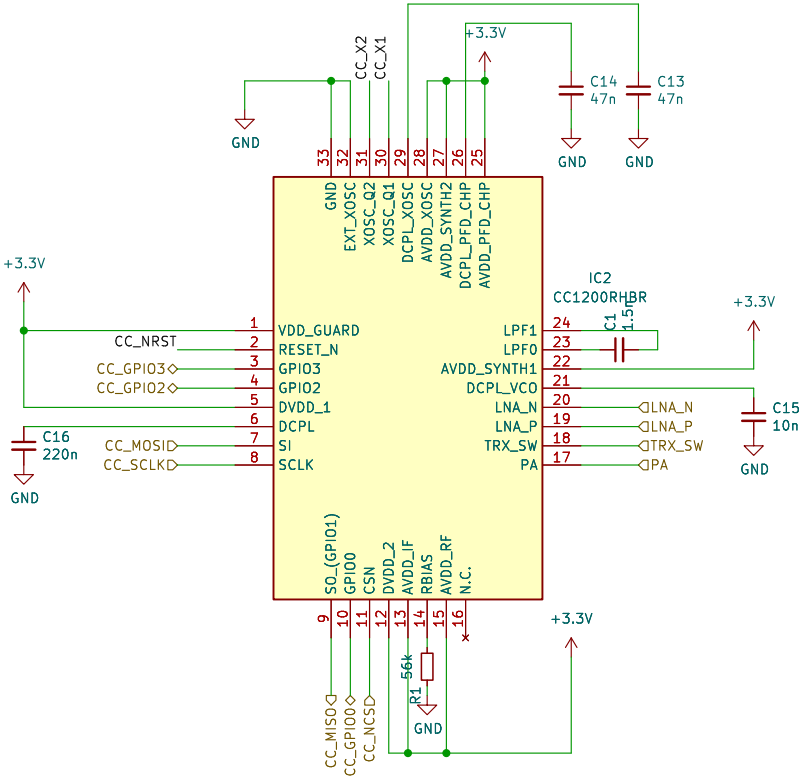 +3.3V
CC_X2
CC_X1
C14
47n
C13
47n
GND
GND
GND
33
32
31
30
29
28
27
26
25
GND
EXT_XOSC
XOSC_Q2
XOSC_Q1
DCPL_XOSC
AVDD_XOSC
AVDD_SYNTH2
DCPL_PFD_CHP
AVDD_PFD_CHP
IC2
CC1200RHBR
+3.3V
+3.3V
C1
1.5n
1 VDD_GUARD
CC_NRST 2 RESET_N
CC_GPIO3 3 GPIO3
CC_GPIO2 4 GPIO2
5 DVDD_1
6 DCPL
CC_MOSI 7 SI
CC_SCLK 8 SCLK
C16
220n
GND
LPF1 24
LPF0 23
AVDD_SYNTH1 22
DCPL_VCO 21
LNA_N 20 LNA_N
LNA_P 19 LNA_P
TRX_SW 18 TRX_SW
PA 17 PA
C15
10n
GND
SO_(GPIO1)
GPIO0
CSN
DVDD_2
AVDD_IF
RBIAS
AVDD_RF
N.C.
9
10
11
12
13
14
15
16
+3.3V
56k
R1
GND
CC_MISO
CC_GPIO0
CC_NCS